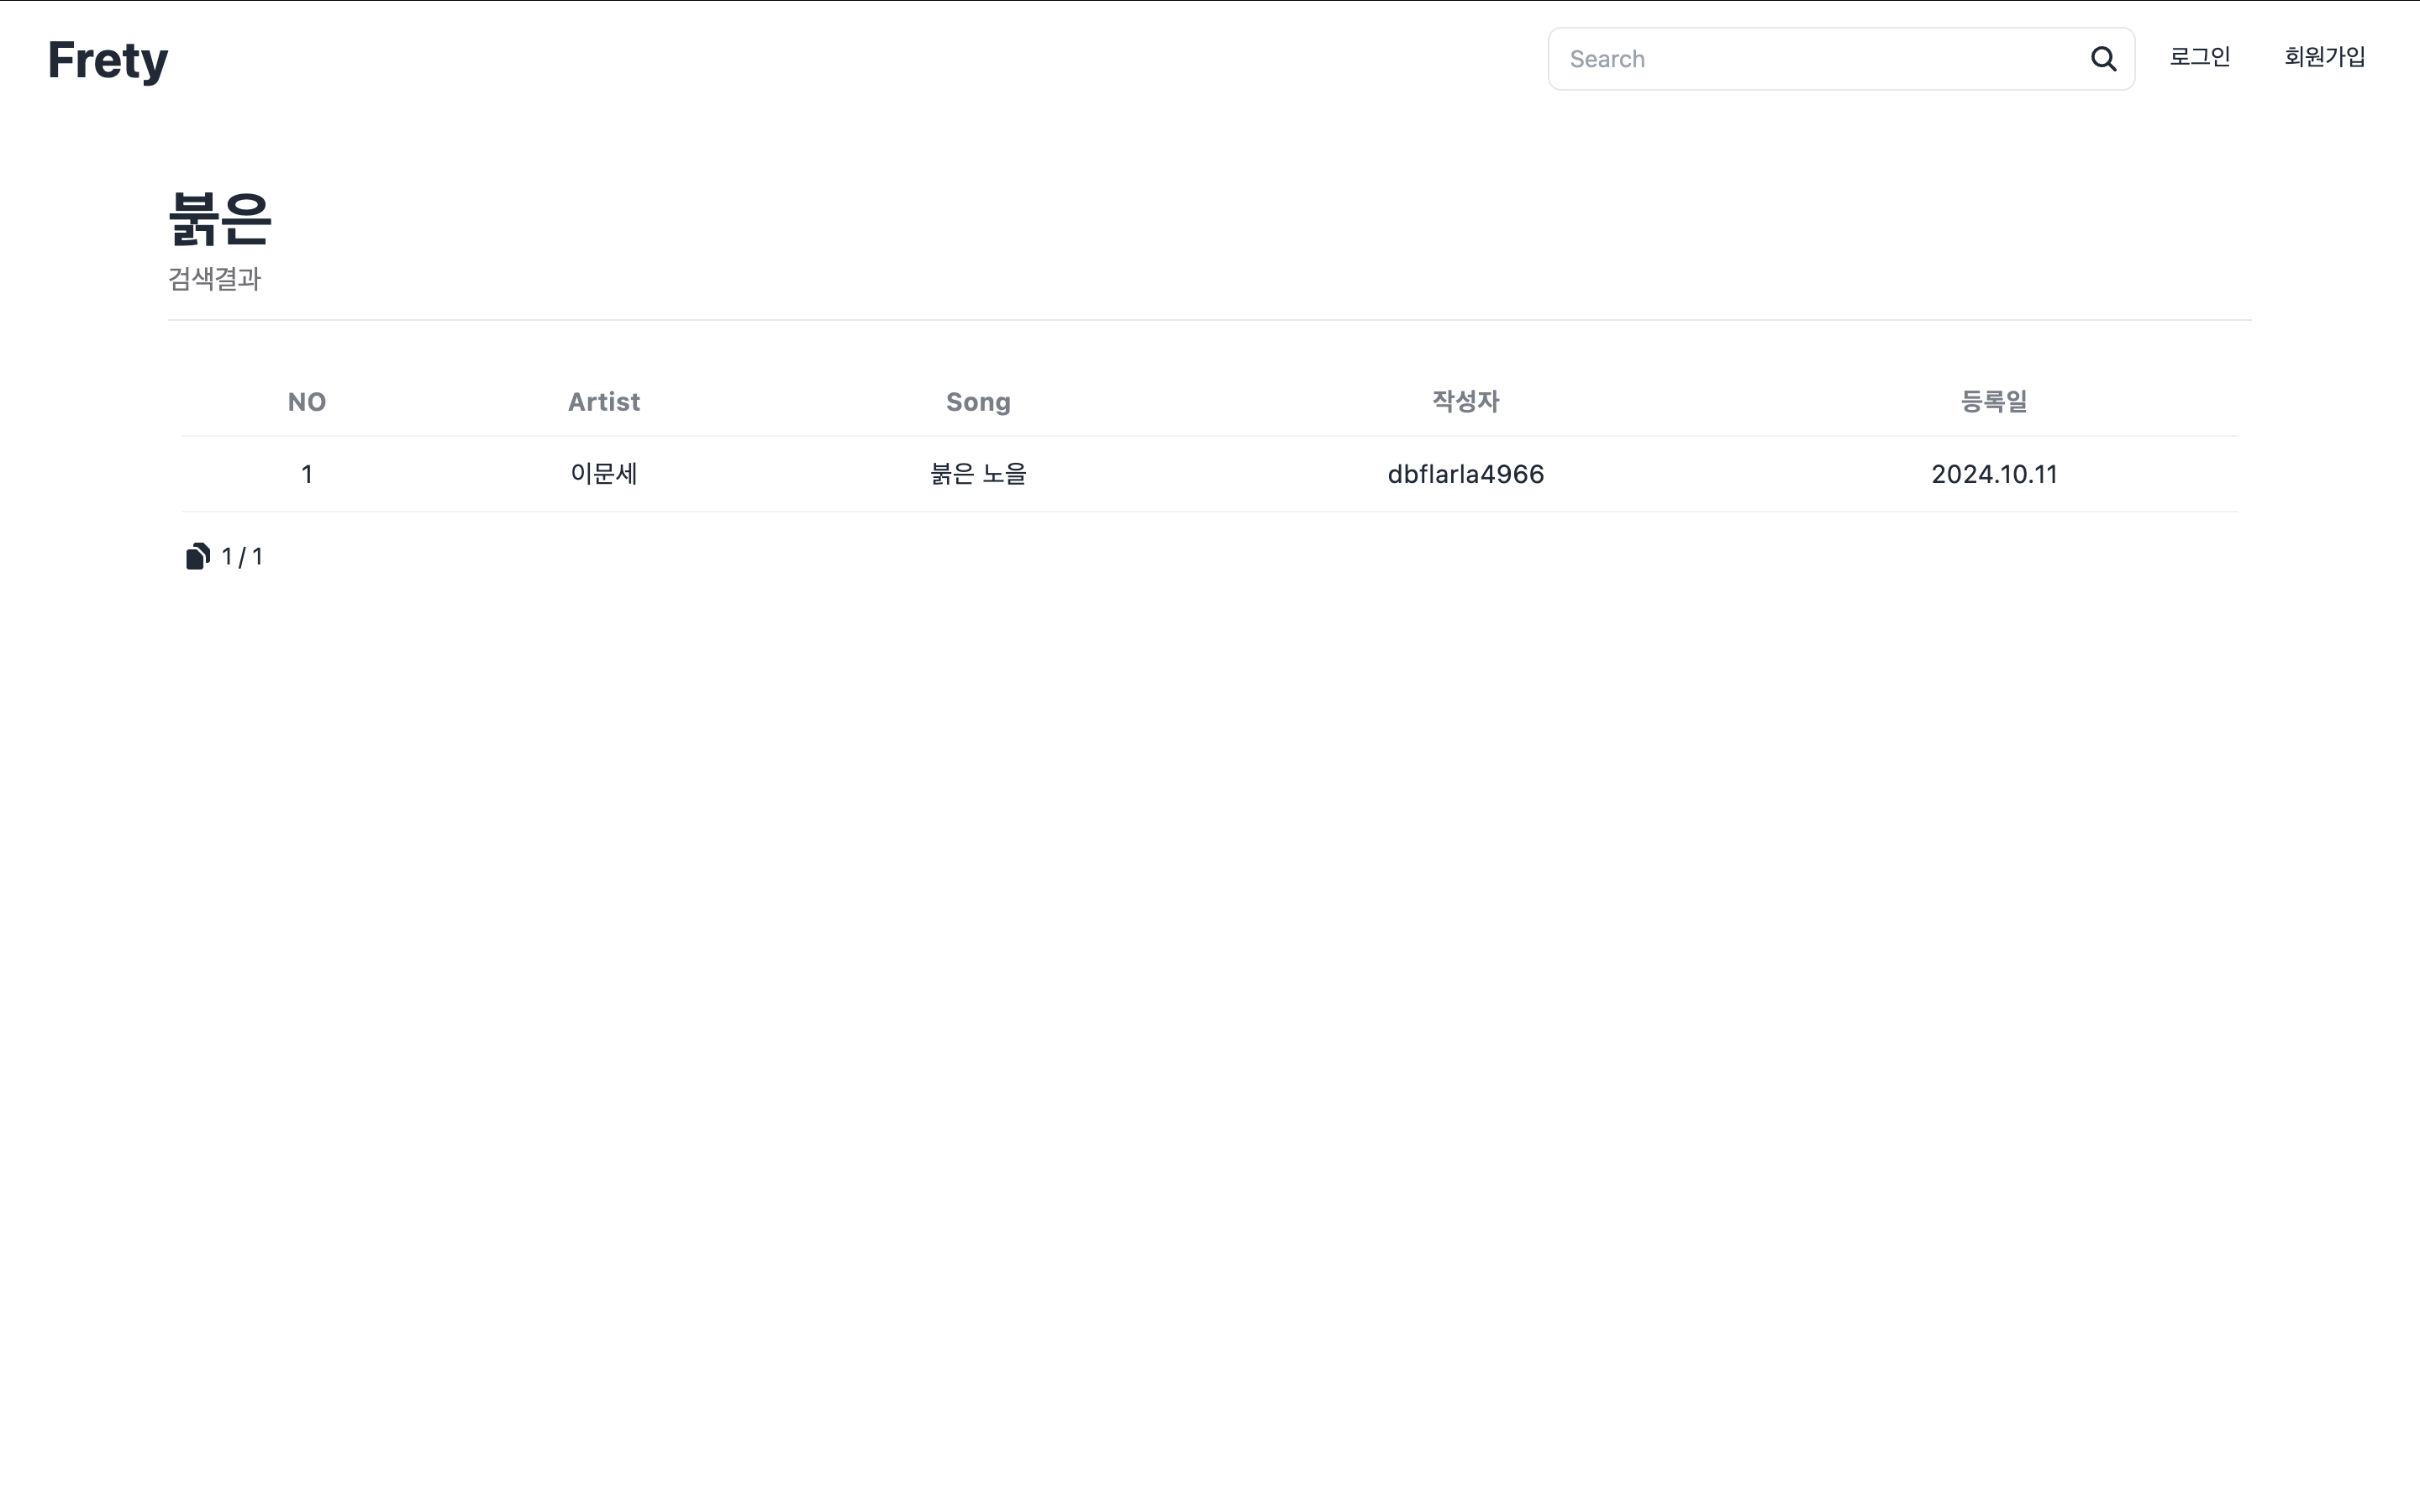 Frety
Search
로그인
회원가입
붉은
검색결과
NO Artist Song 작성자 등록일
1 이문세 붉은 노을 dbflarla4966 2024.10.11
1 / 1